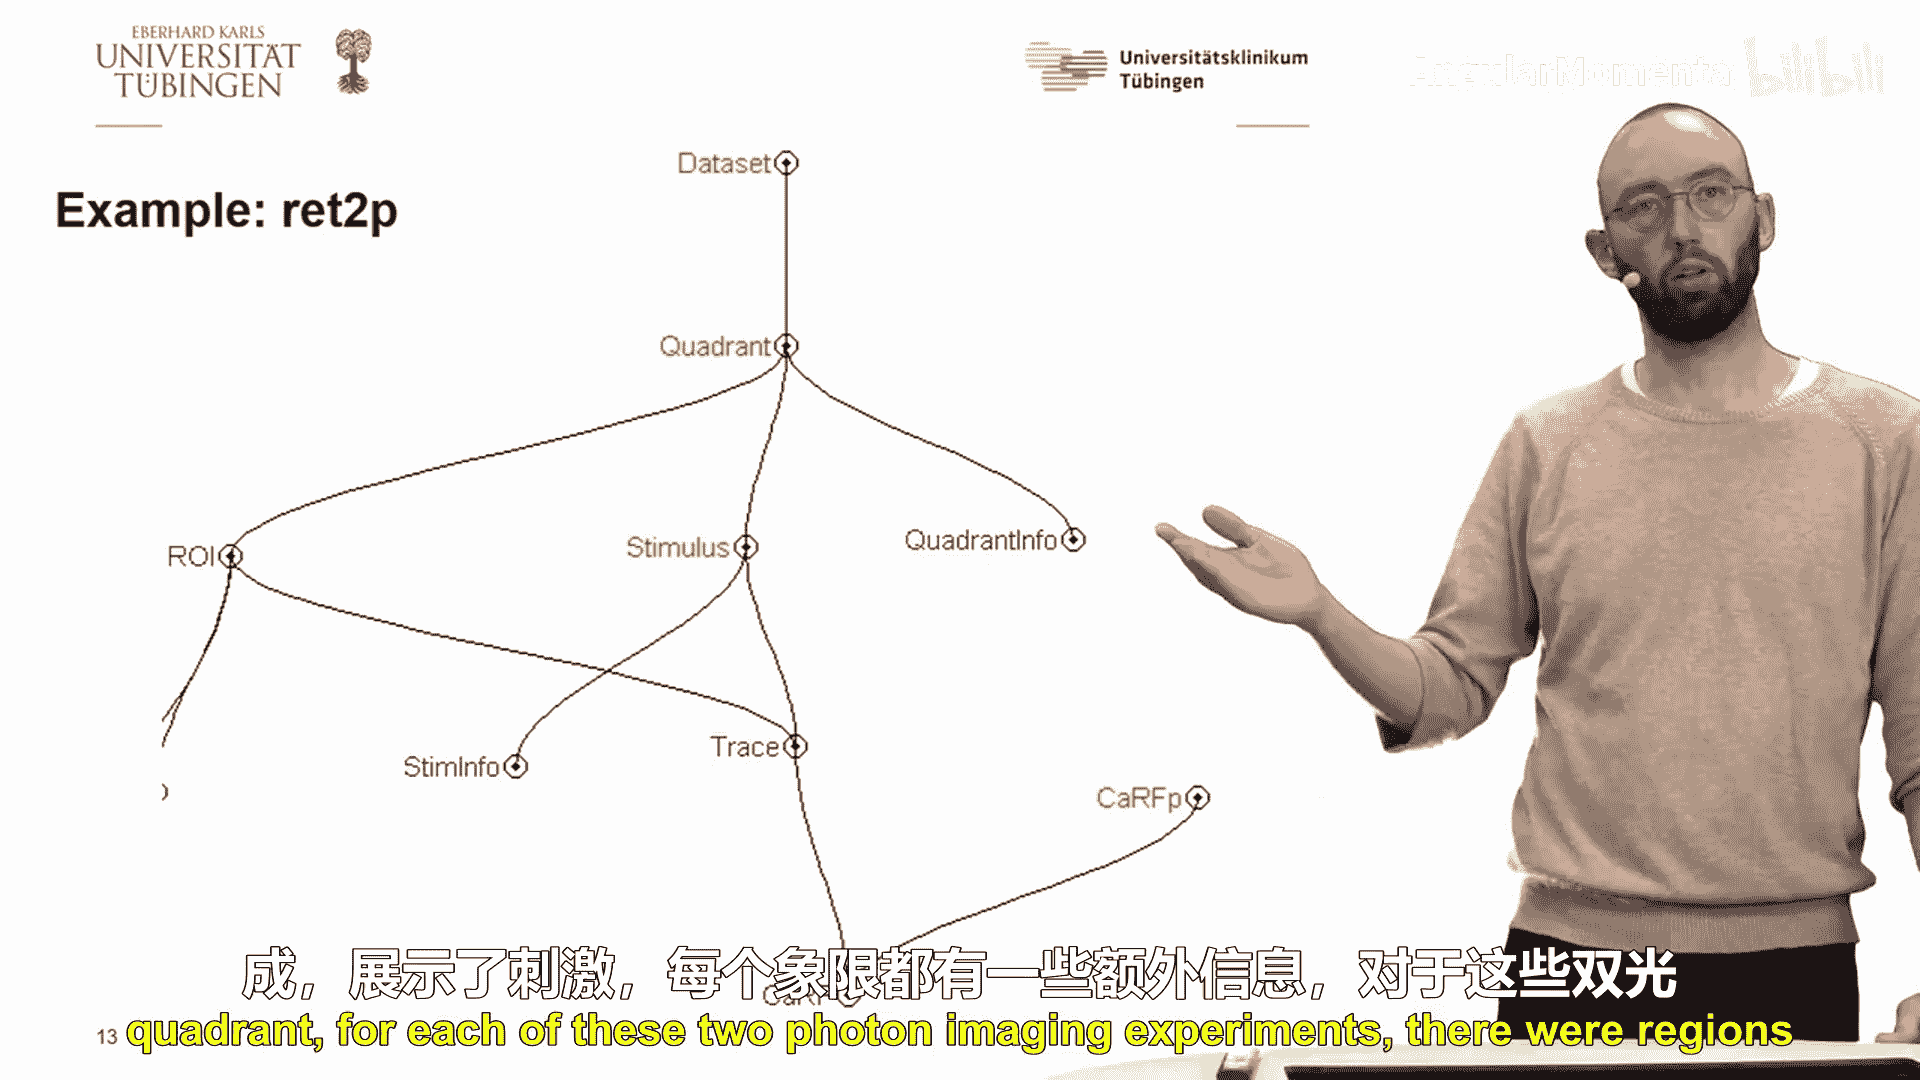 EBERHARD KARLS
UNIVERSITÄT
TÜBINGEN
Universitätsklinikum
Tübingen
AngularMomenta bilibili
Example: ret2p
Dataset
Quadrant
ROI
Stimulus
QuadrantInfo
StimInfo
Trace
CaRFp
成，展示了刺激，每个象限都有一些额外信息，对于这些双光
13
quadrant, for each of these two photon imaging experiments, there were regions